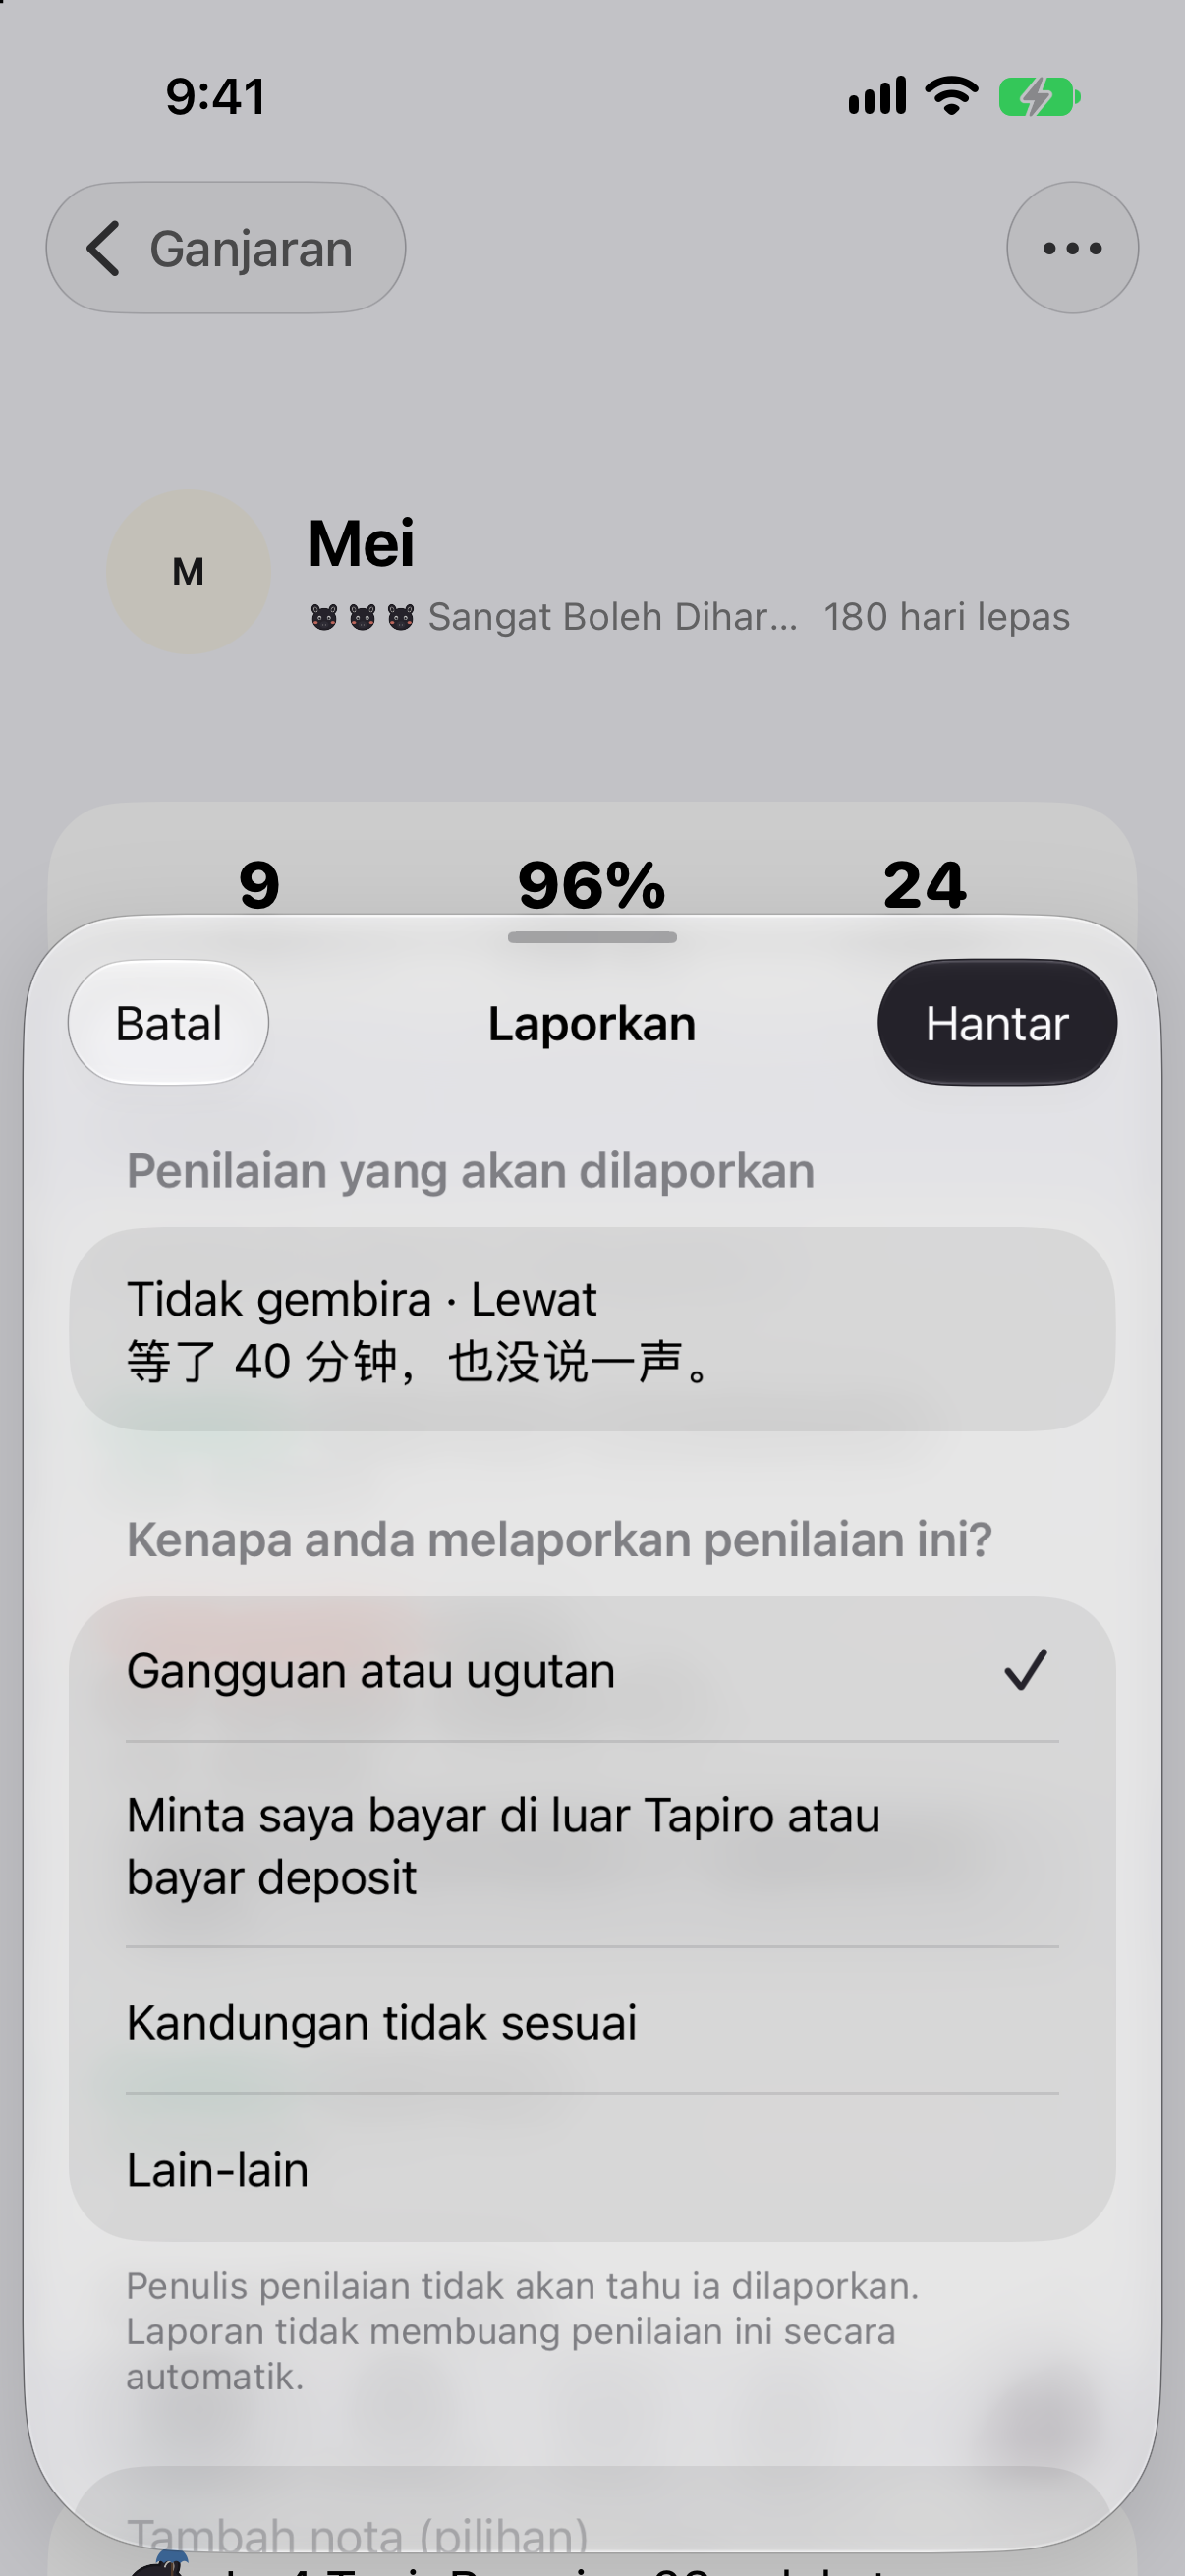 9:41
Ganjaran
M
Mei
Sangat Boleh Dihar... 180 hari lepas
9 96% 24
Batal Laporkan Hantar
Penilaian yang akan dilaporkan
Tidak gembira · Lewat
等了 40 分钟，也没说一声。
Kenapa anda melaporkan penilaian ini?
Gangguan atau ugutan
Minta saya bayar di luar Tapiro atau
bayar deposit
Kandungan tidak sesuai
Lain-lain
Penulis penilaian tidak akan tahu ia dilaporkan.
Laporan tidak membuang penilaian ini secara
automatik.
Tambah nota (pilihan)